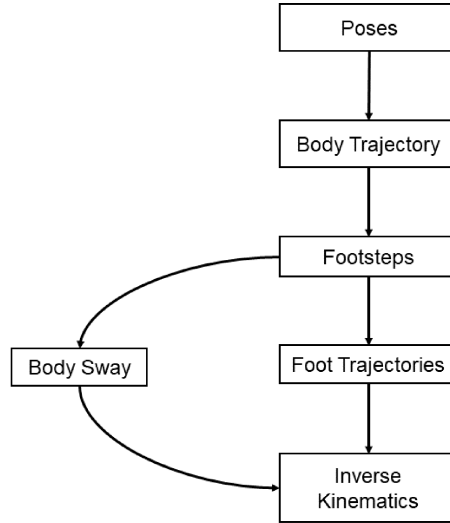 Poses
Body Trajectory
Footsteps
Body Sway
Foot Trajectories
Inverse
Kinematics